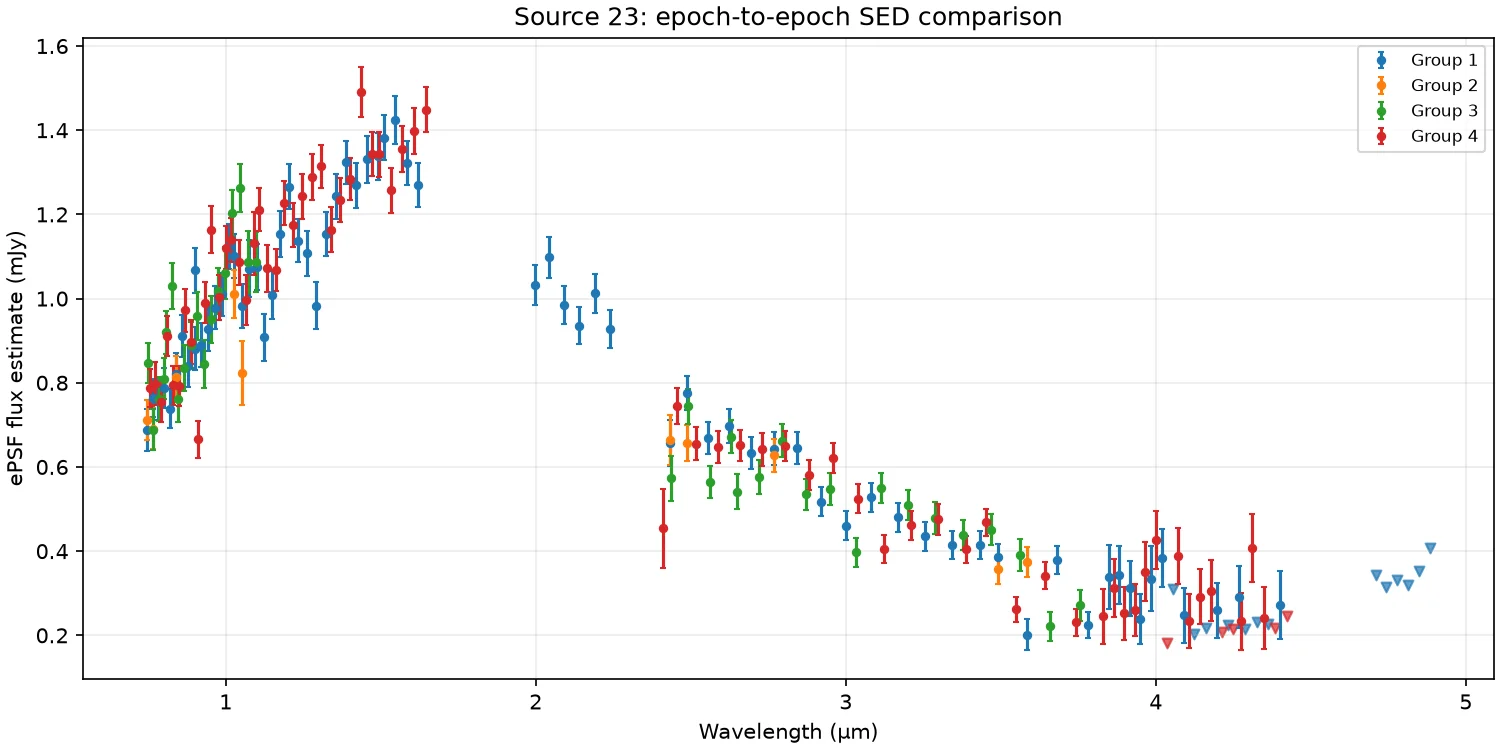 Source 23: epoch-to-epoch SED comparison
ePSF flux estimate (mJy)
1.6
1.4
1.2
1.0
0.8
0.6
0.4
0.2
Group 1
Group 2
Group 3
Group 4
1 2 3 4 5
Wavelength (μm)